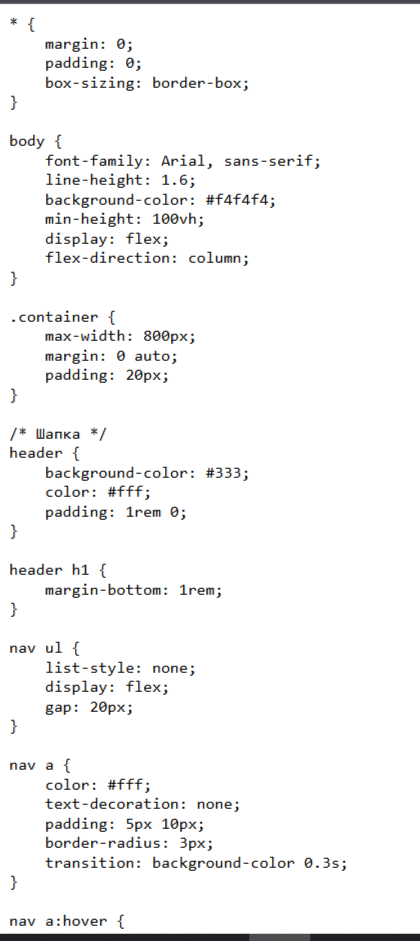 * {
    margin: 0;
    padding: 0;
    box-sizing: border-box;
}

body {
    font-family: Arial, sans-serif;
    line-height: 1.6;
    background-color: #f4f4f4;
    min-height: 100vh;
    display: flex;
    flex-direction: column;
}

.container {
    max-width: 800px;
    margin: 0 auto;
    padding: 20px;
}

/* Шапка */
header {
    background-color: #333;
    color: #fff;
    padding: 1rem 0;
}

header h1 {
    margin-bottom: 1rem;
}

nav ul {
    list-style: none;
    display: flex;
    gap: 20px;
}

nav a {
    color: #fff;
    text-decoration: none;
    padding: 5px 10px;
    border-radius: 3px;
    transition: background-color 0.3s;
}

nav a:hover {